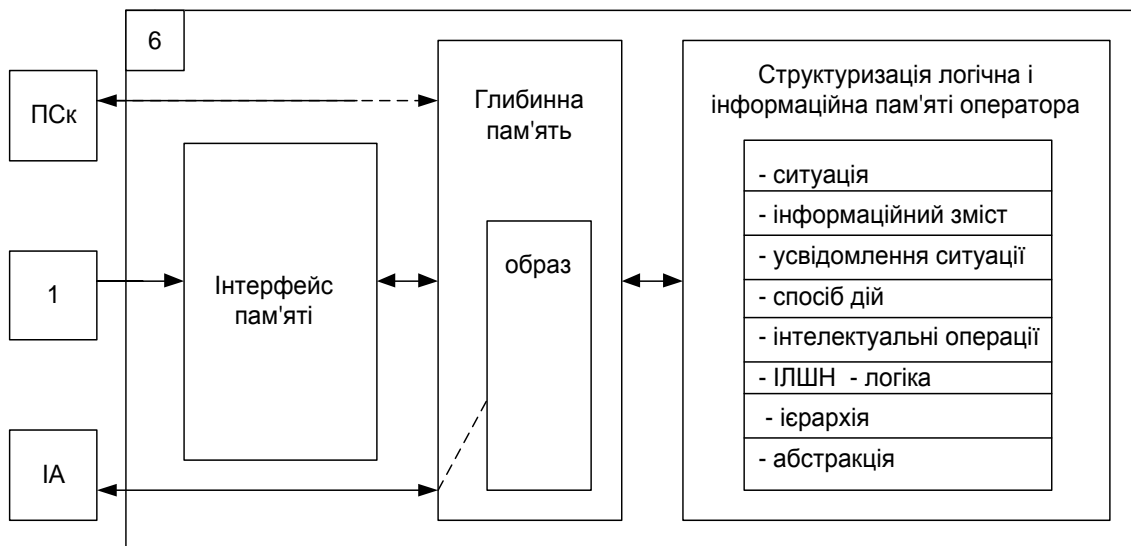 6
ПСк
1
ІА
Інтерфейс
пам'яті
Глибинна
пам'ять
образ
Структуризація логічна і
інформаційна пам'яті оператора
- ситуація
- інформаційний зміст
- усвідомлення ситуації
- спосіб дій
- інтелектуальні операції
- ІЛШН - логіка
- ієрархія
- абстракція